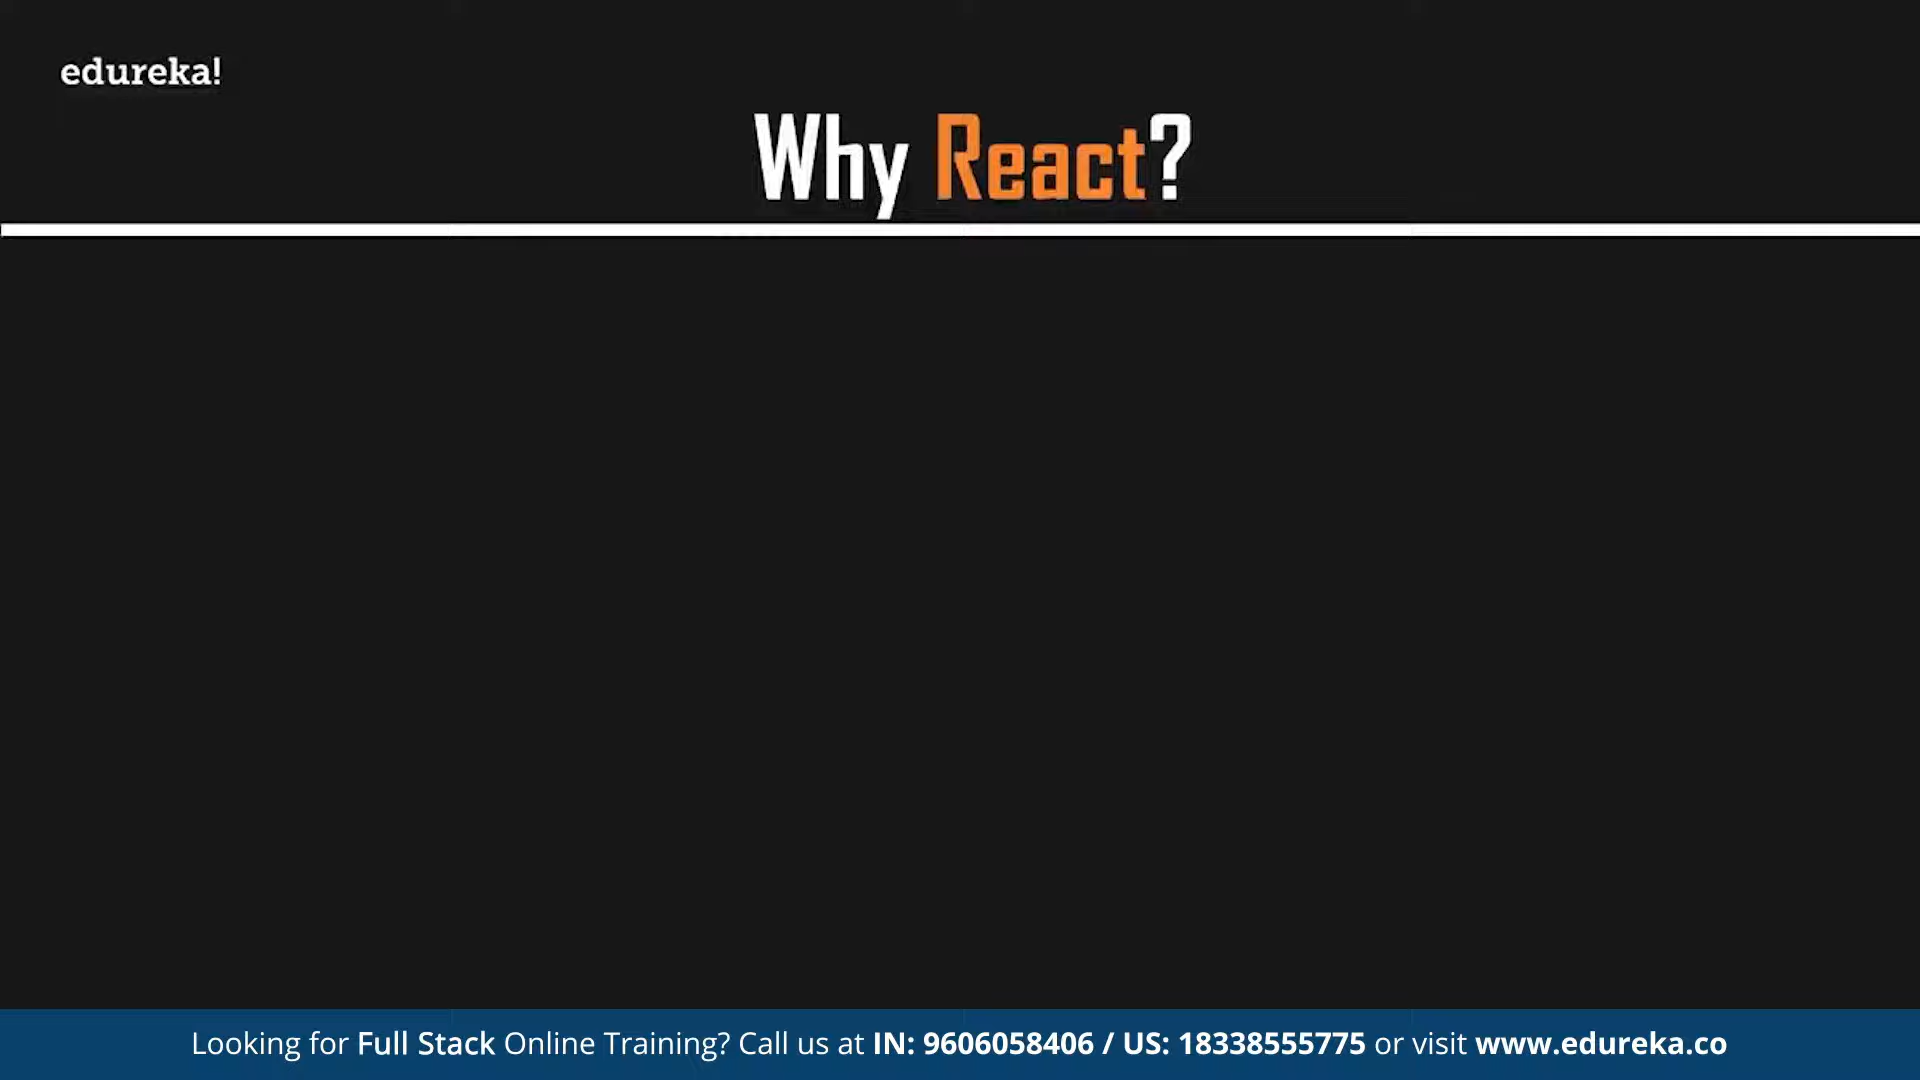 edureka!
Why React?
Looking for Full Stack Online Training? Call us at IN: 9606058406 / US: 18338555775 or visit www.edureka.co